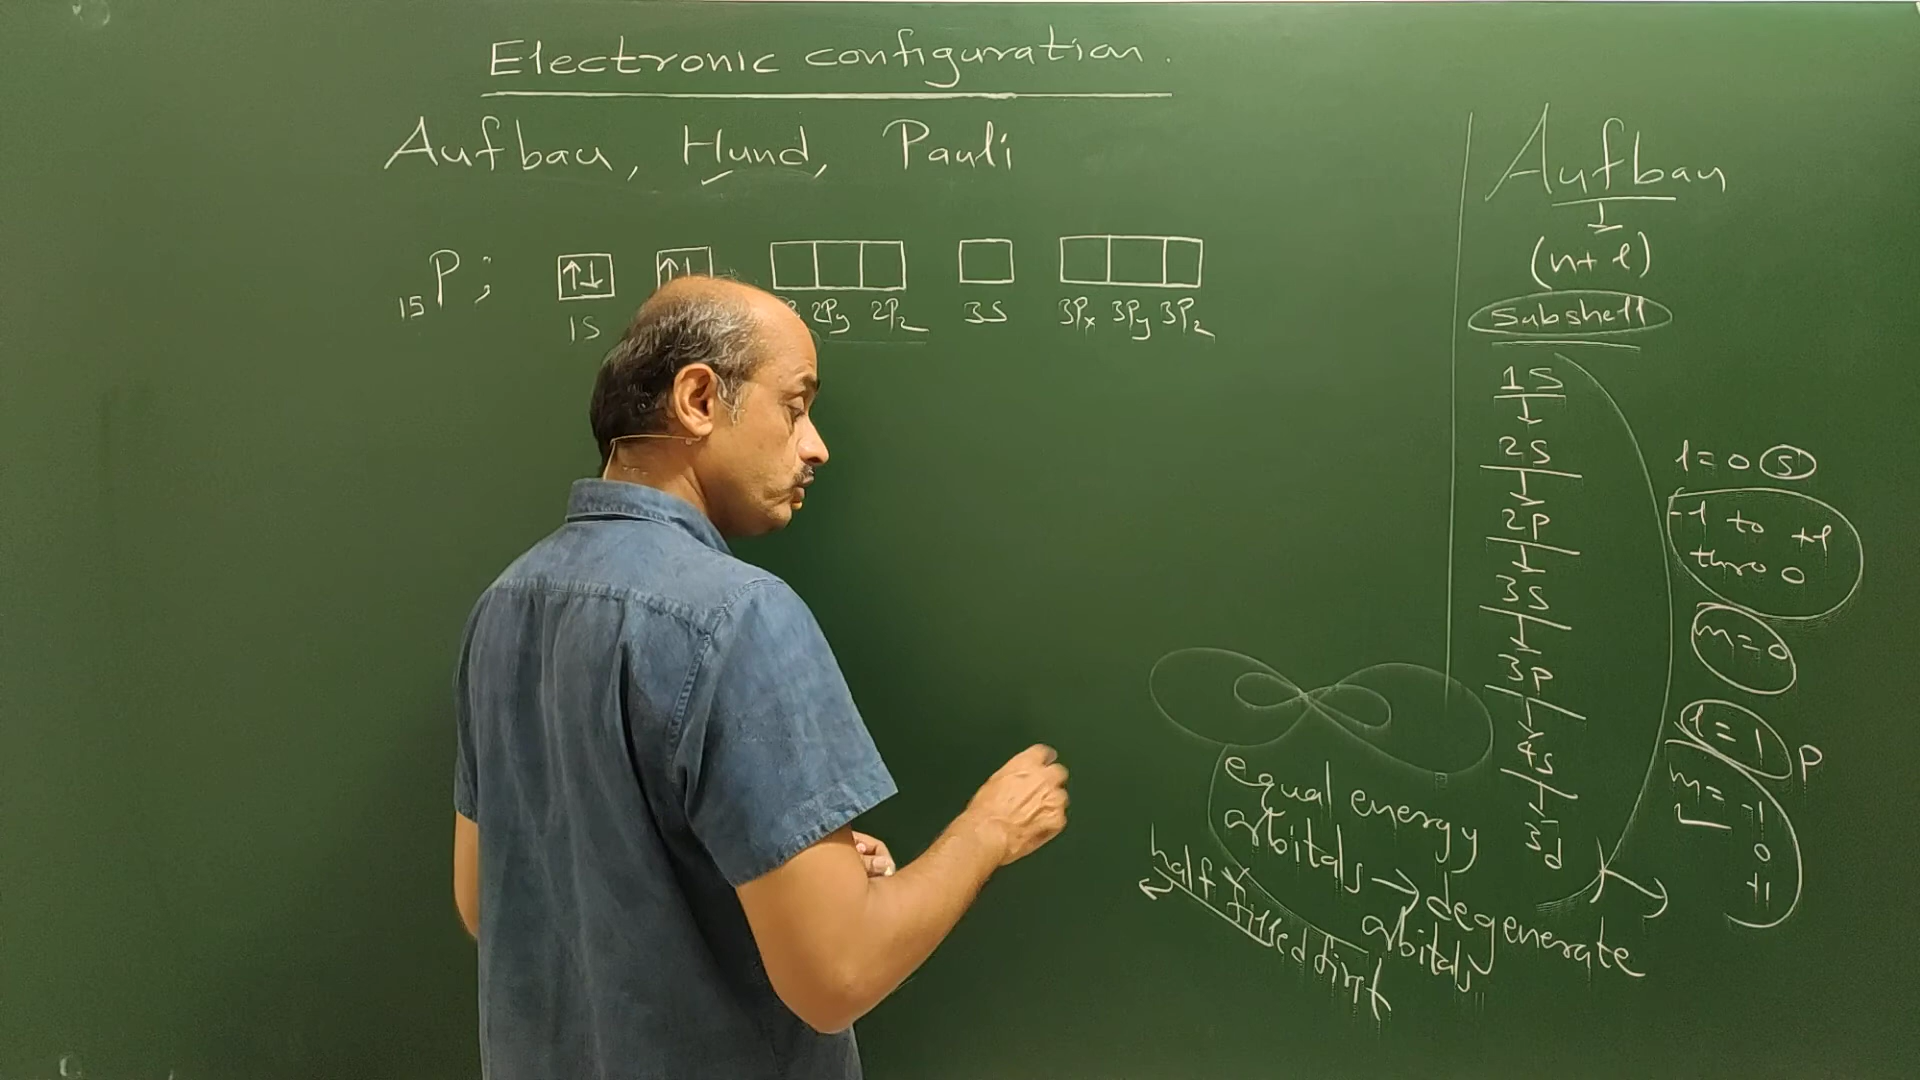 Electronic configuration.
Aufbau, Hund, Pauli
15P;
1S 2Py 2Pz 3S 3Px 3Py 3Pz
Aufbau
(n+l)
Subshell
1S
2S
2P
3S
3P
4S
3d
l=0 S
-l to +l
thro 0
m=0
l=1 P
m= -1
0
+1
equal energy
orbitals → degenerate
orbitals
half filled first